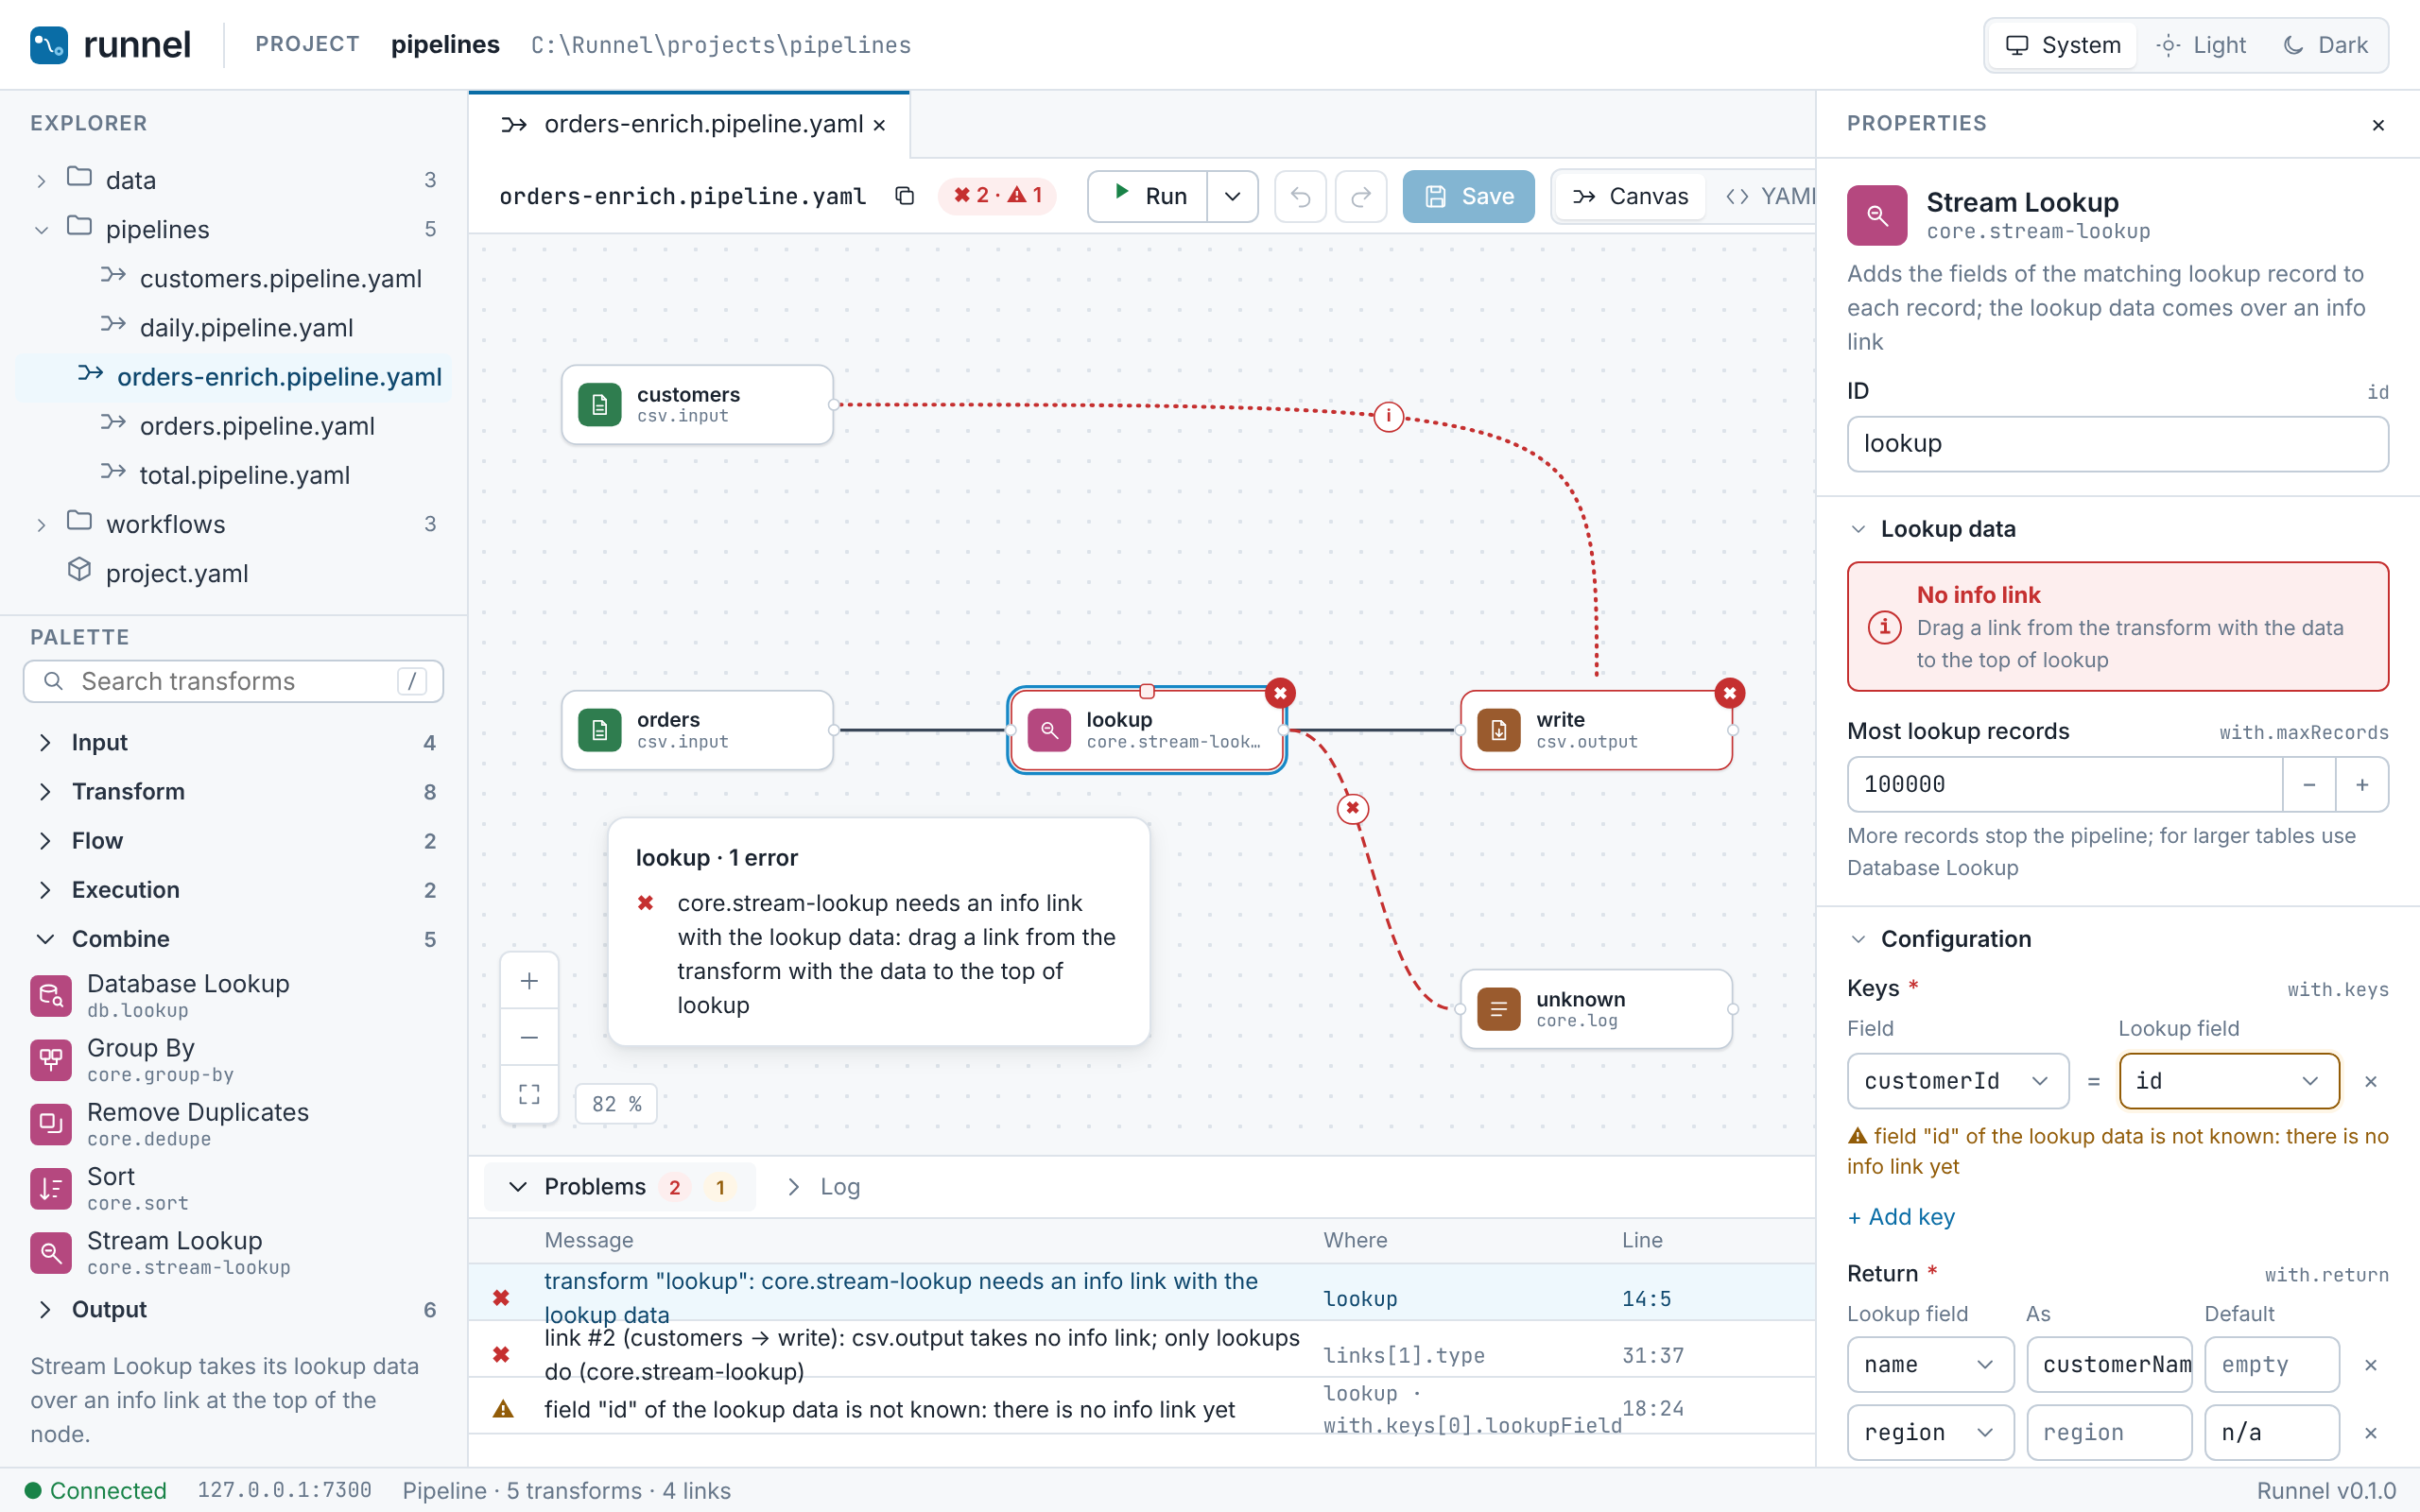 runnel
PROJECT pipelines C:\Runnel\projects\pipelines
System Light Dark
EXPLORER
data 3
pipelines 5
customers.pipeline.yaml
daily.pipeline.yaml
orders-enrich.pipeline.yaml
orders.pipeline.yaml
total.pipeline.yaml
workflows 3
project.yaml
PALETTE
Search transforms /
Input 4
Transform 8
Flow 2
Execution 2
Combine 5
Database Lookup
db.lookup
Group By
core.group-by
Remove Duplicates
core.dedupe
Sort
core.sort
Stream Lookup
core.stream-lookup
Output 6
Stream Lookup takes its lookup data
over an info link at the top of the
node.
orders-enrich.pipeline.yaml ×
orders-enrich.pipeline.yaml 2 · 1 Run Save Canvas YAML
customers
csv.input
i
orders
csv.input
lookup
core.stream-look…
write
csv.output
unknown
core.log
lookup · 1 error
core.stream-lookup needs an info link
with the lookup data: drag a link from the
transform with the data to the top of
lookup
+
−
82 %
Problems 2 1 Log
Message Where Line
transform "lookup": core.stream-lookup needs an info link with the
lookup data
lookup 14:5
link #2 (customers → write): csv.output takes no info link; only lookups
do (core.stream-lookup)
links[1].type 31:37
field "id" of the lookup data is not known: there is no info link yet
lookup ·
with.keys[0].lookupField
18:24
PROPERTIES ×
Stream Lookup
core.stream-lookup
Adds the fields of the matching lookup record to
each record; the lookup data comes over an info
link
ID id
lookup
Lookup data
No info link
i
Drag a link from the transform with the data
to the top of lookup
Most lookup records with.maxRecords
100000 − +
More records stop the pipeline; for larger tables use
Database Lookup
Configuration
Keys * with.keys
Field Lookup field
customerId = id ×
field "id" of the lookup data is not known: there is no
info link yet
+ Add key
Return * with.return
Lookup field As Default
name customerNam empty ×
region region n/a ×
Connected 127.0.0.1:7300 Pipeline · 5 transforms · 4 links
Runnel v0.1.0